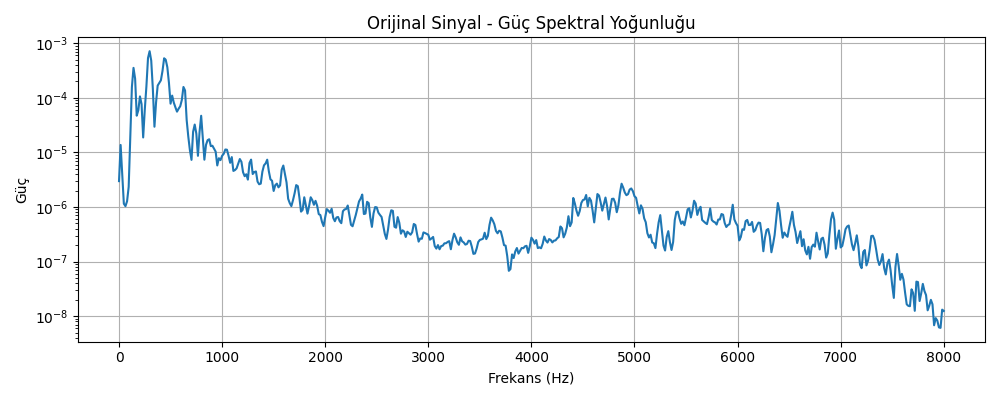 Orijinal Sinyal - Güç Spektral Yoğunluğu
Güç
10⁻³
10⁻⁴
10⁻⁵
10⁻⁶
10⁻⁷
10⁻⁸
0 1000 2000 3000 4000 5000 6000 7000 8000
Frekans (Hz)